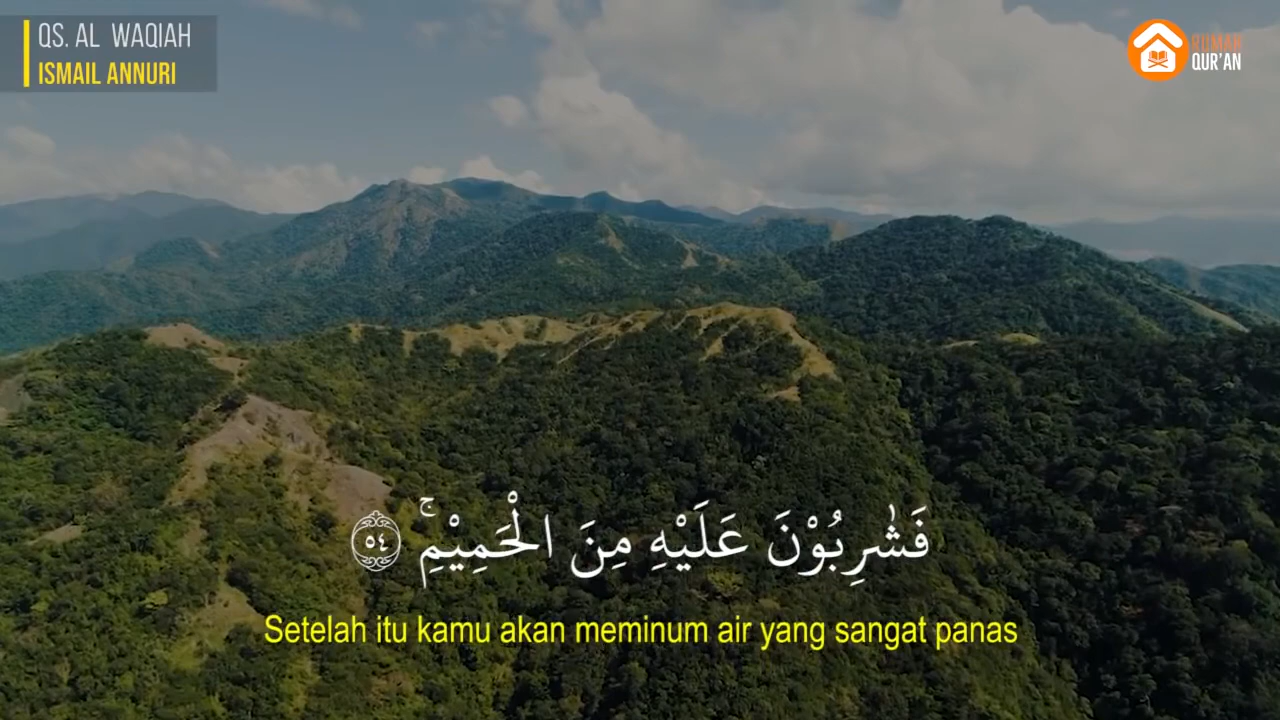 QS. AL WAQIAH
ISMAIL ANNURI
RUMAH
QUR'AN
فَشٰرِبُوْنَ عَلَيْهِ مِنَ الْحَمِيْمِۚ ٥٤
Setelah itu kamu akan meminum air yang sangat panas